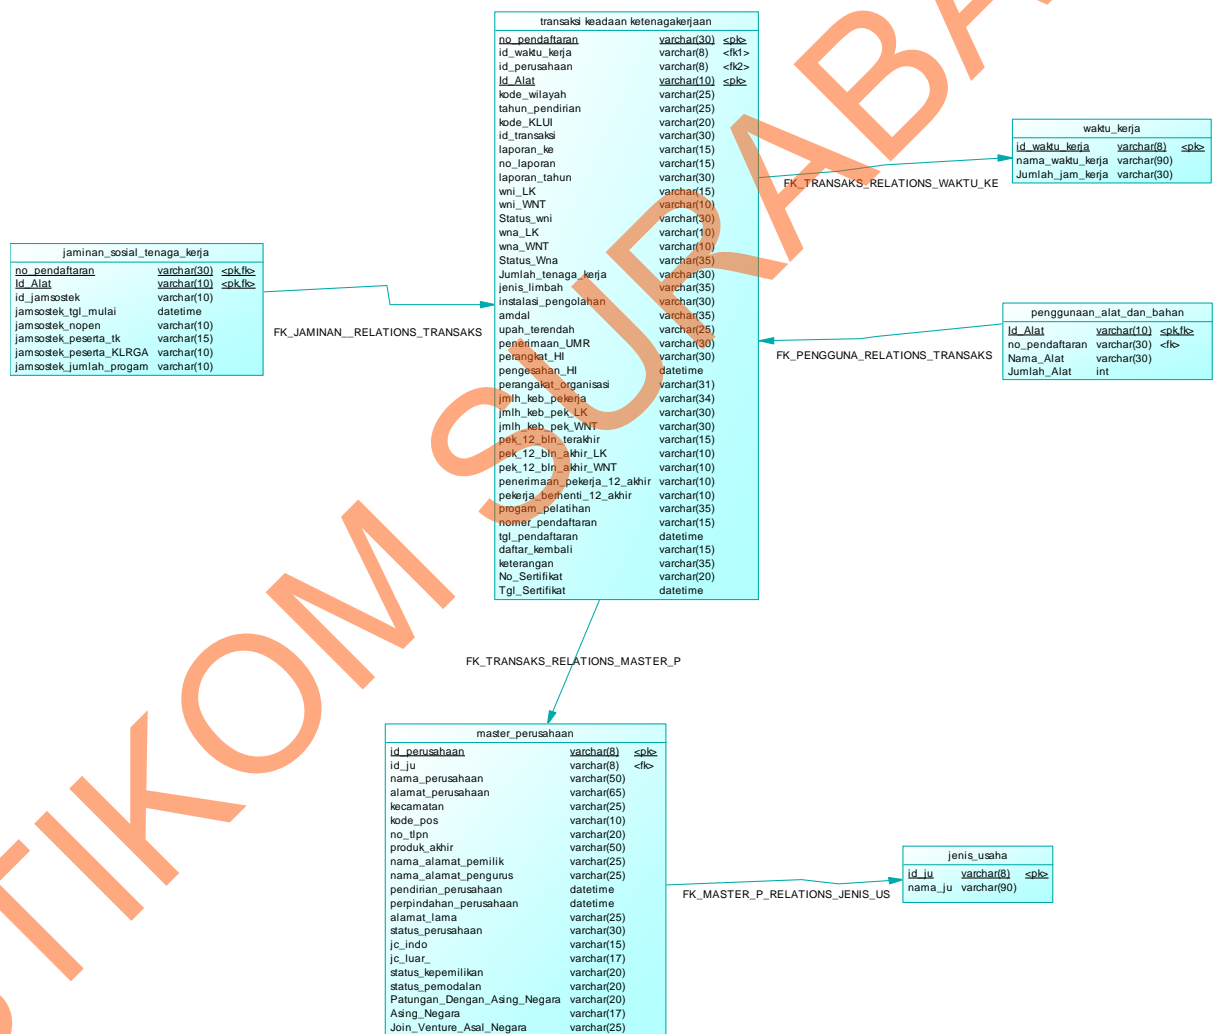 transaksi keadaan ketenagakerjaan
no_pendaftaran varchar(30) <pk>
id_waktu_kerja varchar(8) <fk1>
id_perusahaan varchar(8) <fk2>
Id_Alat varchar(10) <pk>
kode_wilayah varchar(25)
tahun_pendirian varchar(25)
kode_KLUI varchar(20)
id_transaksi varchar(30)
laporan_ke varchar(15)
no_laporan varchar(15)
laporan_tahun varchar(30)
wni_LK varchar(15)
wni_WNT varchar(10)
Status_wni varchar(30)
wna_LK varchar(10)
wna_WNT varchar(10)
Status_Wna varchar(35)
Jumlah_tenaga_kerja varchar(30)
jenis_limbah varchar(35)
instalasi_pengolahan varchar(30)
amdal varchar(35)
upah_terendah varchar(25)
penerimaan_UMR varchar(30)
perangkat_HI varchar(30)
pengesahan_HI datetime
perangakat_organisasi varchar(31)
jmlh_keb_pekerja varchar(34)
jmlh_keb_pek_LK varchar(30)
jmlh_keb_pek_WNT varchar(30)
pek_12_bln_terakhir varchar(15)
pek_12_bln_akhir_LK varchar(10)
pek_12_bln_akhir_WNT varchar(10)
penerimaan_pekerja_12_akhir varchar(10)
pekerja_berhenti_12_akhir varchar(10)
progam_pelatihan varchar(35)
nomer_pendaftaran varchar(15)
tgl_pendaftaran datetime
daftar_kembali varchar(15)
keterangan varchar(35)
No_Sertifikat varchar(20)
Tgl_Sertifikat datetime
waktu_kerja
id_waktu_kerja varchar(8) <pk>
nama_waktu_kerja varchar(90)
Jumlah_jam_kerja varchar(30)
FK_TRANSAKS_RELATIONS_WAKTU_KE
jaminan_sosial_tenaga_kerja
no_pendaftaran varchar(30) <pk,fk>
Id_Alat varchar(10) <pk,fk>
id_jamsostek varchar(10)
jamsostek_tgl_mulai datetime
jamsostek_nopen varchar(10)
jamsostek_peserta_tk varchar(15)
jamsostek_peserta_KLRGA varchar(10)
jamsostek_jumlah_progam varchar(10)
FK_JAMINAN__RELATIONS_TRANSAKS
penggunaan_alat_dan_bahan
Id_Alat varchar(10) <pk,fk>
no_pendaftaran varchar(30) <fk>
Nama_Alat varchar(30)
Jumlah_Alat int
FK_PENGGUNA_RELATIONS_TRANSAKS
FK_TRANSAKS_RELATIONS_MASTER_P
master_perusahaan
id_perusahaan varchar(8) <pk>
id_ju varchar(8) <fk>
nama_perusahaan varchar(50)
alamat_perusahaan varchar(65)
kecamatan varchar(25)
kode_pos varchar(10)
no_tlpn varchar(20)
produk_akhir varchar(50)
nama_alamat_pemilik varchar(25)
nama_alamat_pengurus varchar(25)
pendirian_perusahaan datetime
perpindahan_perusahaan datetime
alamat_lama varchar(25)
status_perusahaan varchar(30)
jc_indo varchar(15)
jc_luar_ varchar(17)
status_kepemilikan varchar(20)
status_pemodalan varchar(20)
Patungan_Dengan_Asing_Negara varchar(20)
Asing_Negara varchar(17)
Join_Venture_Asal_Negara varchar(25)
jenis_usaha
id_ju varchar(8) <pk>
nama_ju varchar(90)
FK_MASTER_P_RELATIONS_JENIS_US
TIKOM SURABA